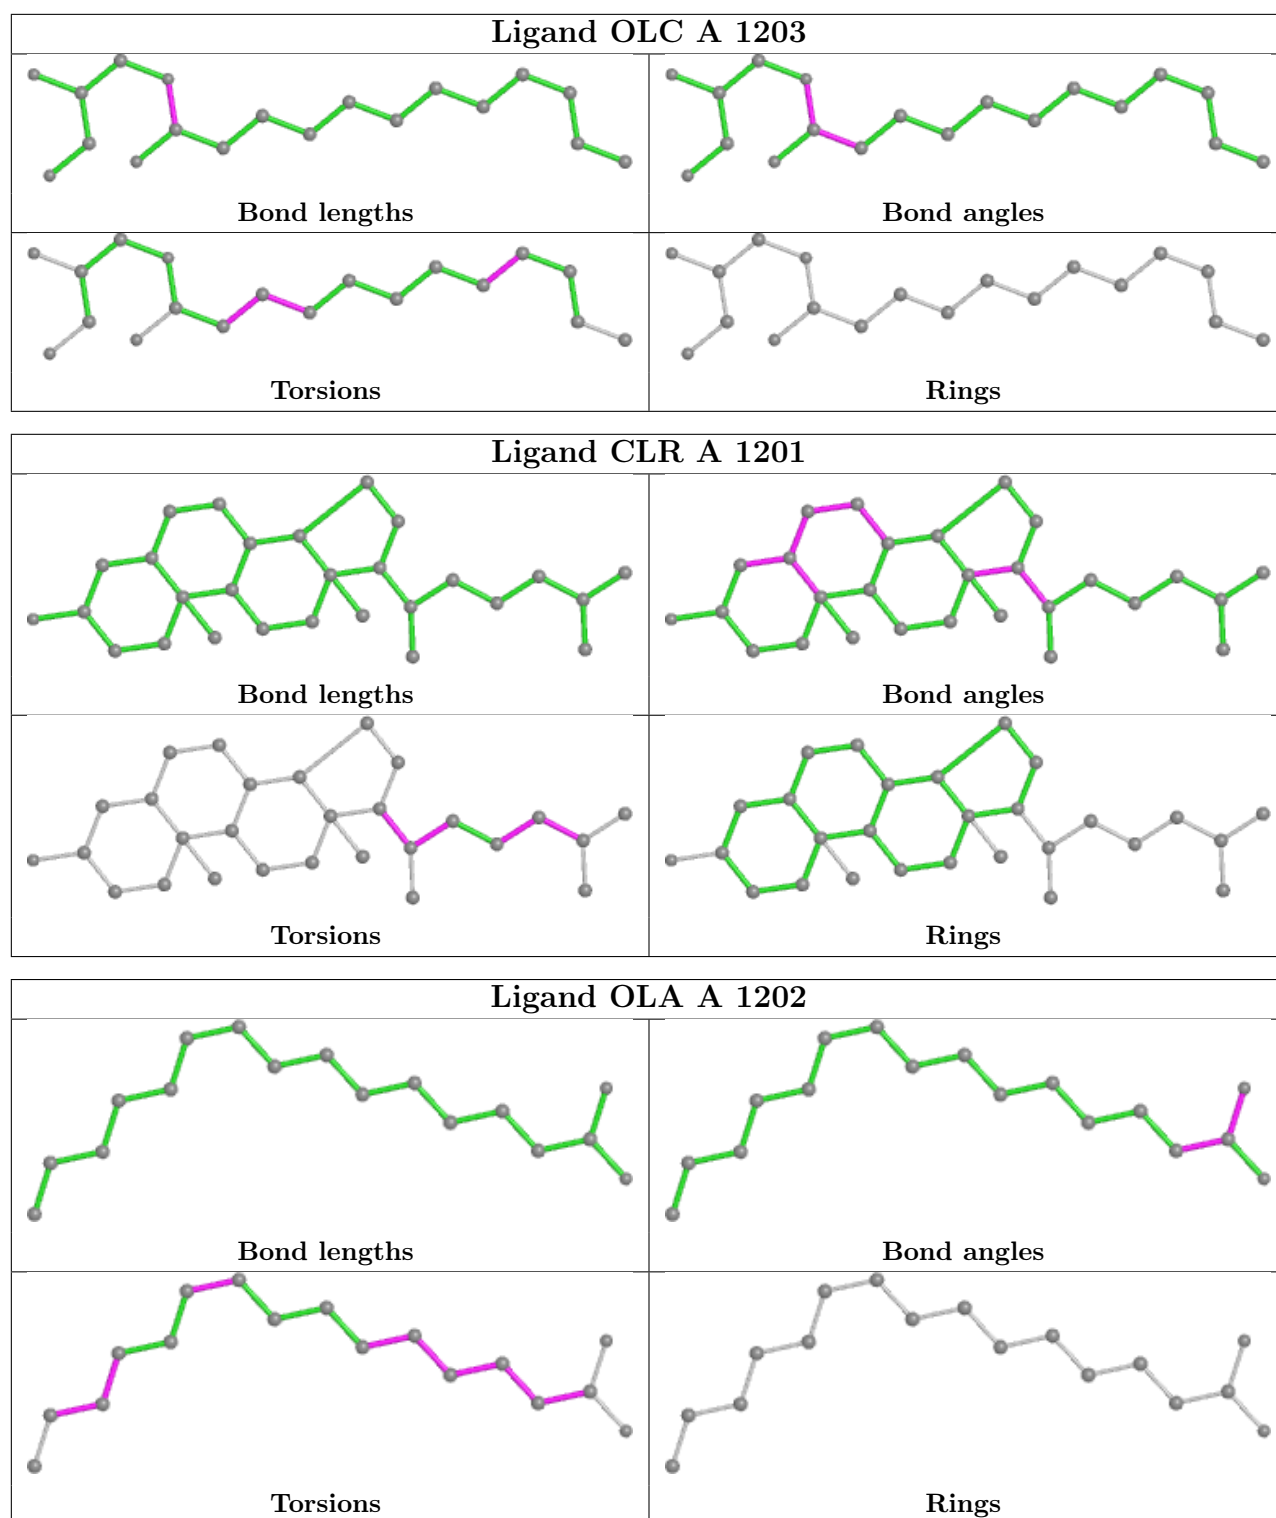 Ligand OLC A 1203
Bond lengths
Bond angles
Torsions
Rings
Ligand CLR A 1201
Bond lengths
Bond angles
Torsions
Rings
Ligand OLA A 1202
Bond lengths
Bond angles
Torsions
Rings